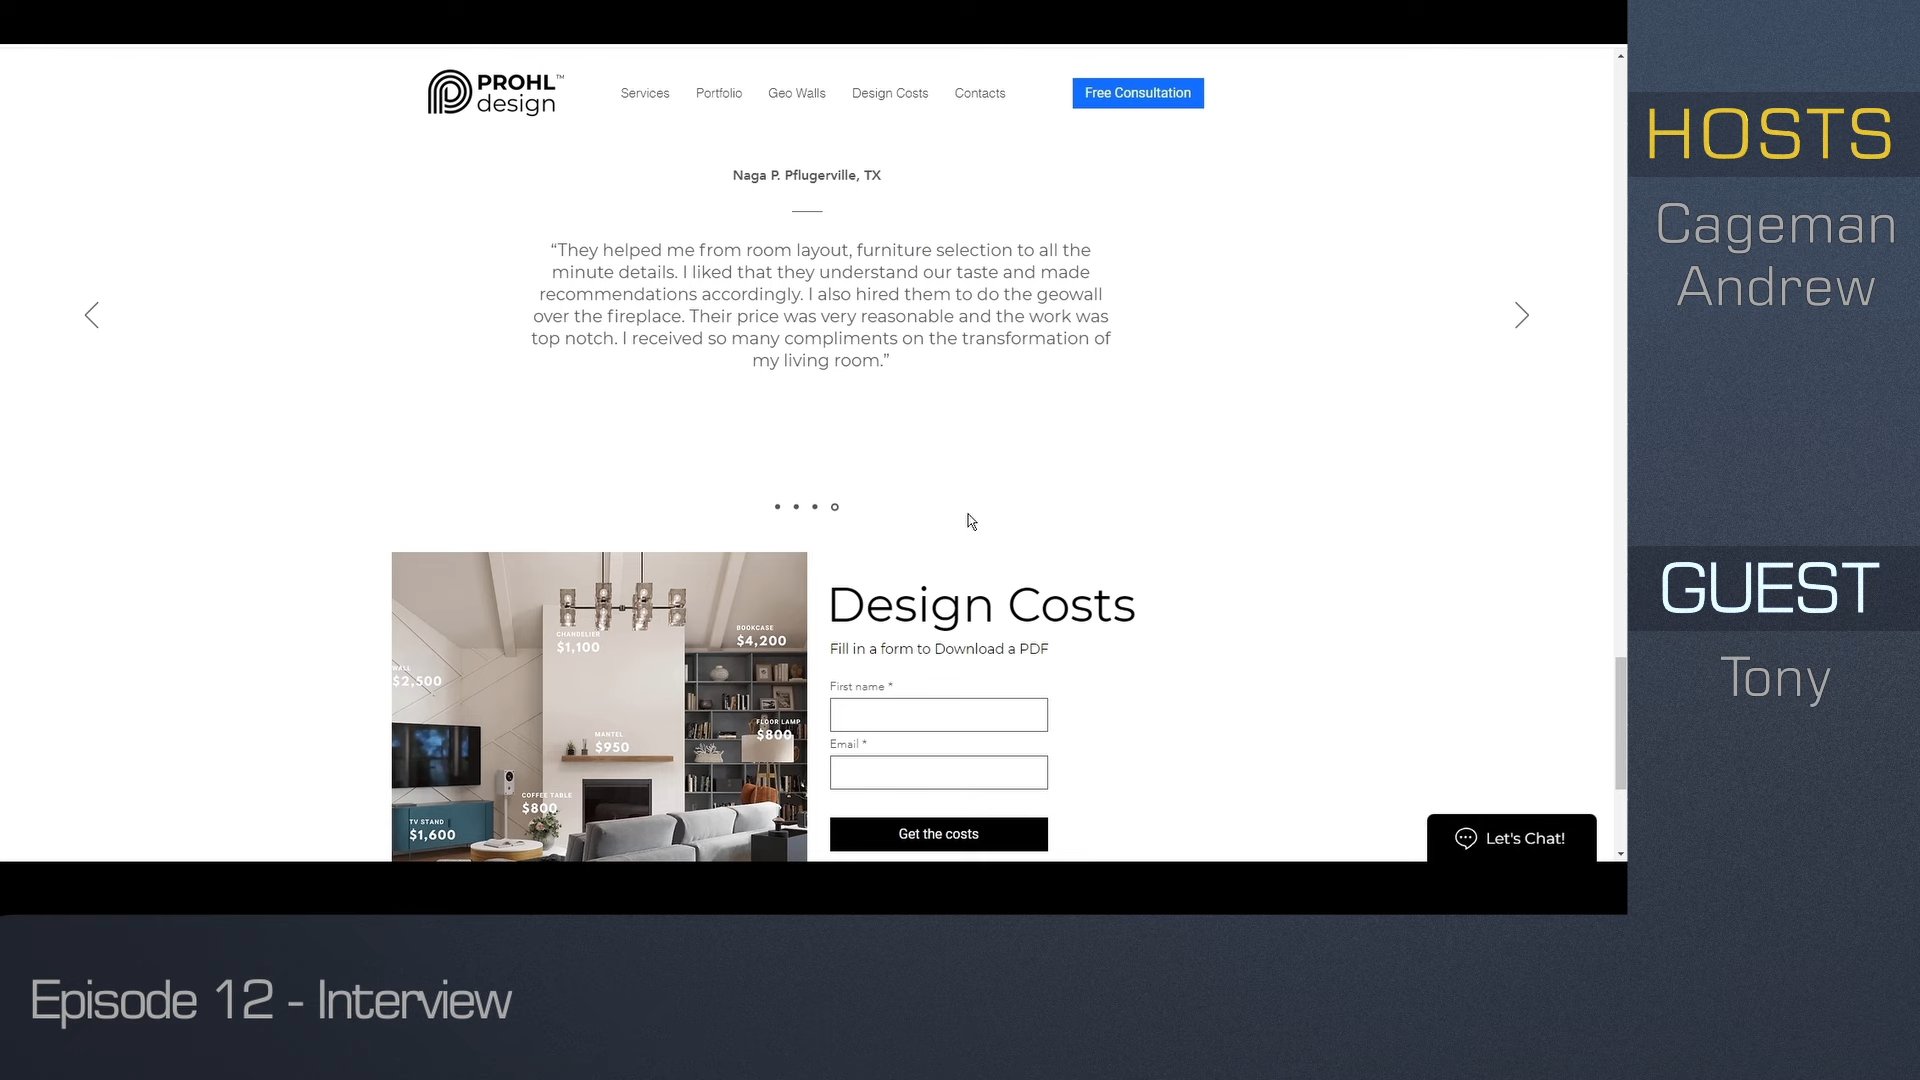 PROHL™
design
Services
Portfolio
Geo Walls
Design Costs
Contacts
Free Consultation
Naga P. Pflugerville, TX
“They helped me from room layout, furniture selection to all the
minute details. I liked that they understand our taste and made
recommendations accordingly. I also hired them to do the geowall
over the fireplace. Their price was very reasonable and the work was
top notch. I received so many compliments on the transformation of
my living room.”
CHANDELIER
$1,100
BOOKCASE
$4,200
WALL
$2,500
FLOOR LAMP
$800
MANTEL
$950
COFFEE TABLE
$800
TV STAND
$1,600
Design Costs
Fill in a form to Download a PDF
First name *
Email *
Get the costs
Let's Chat!
HOSTS
Cageman
Andrew
GUEST
Tony
Episode 12 - Interview